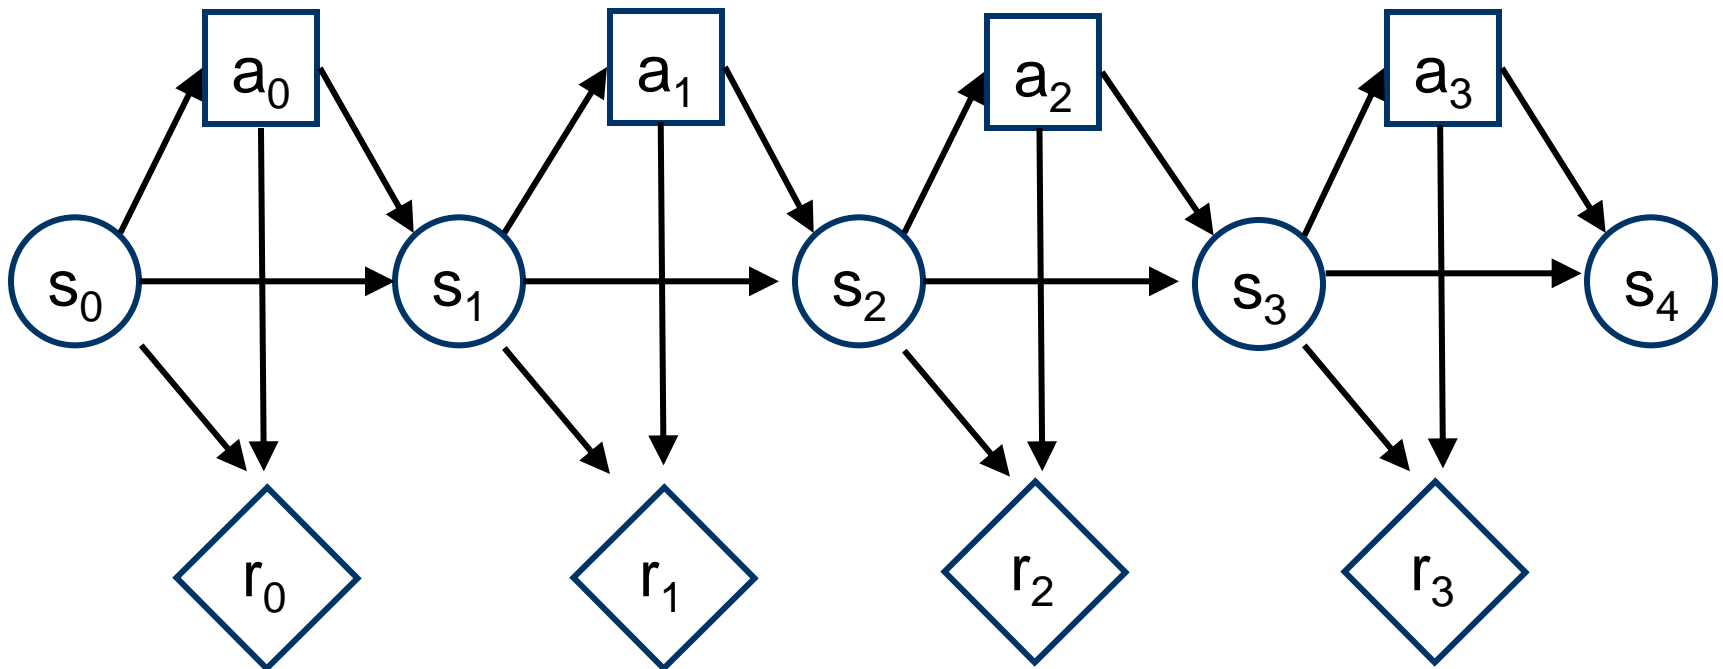 a₀ a₁ a₂ a₃
s₀ s₁ s₂ s₃ s₄
r₀ r₁ r₂ r₃